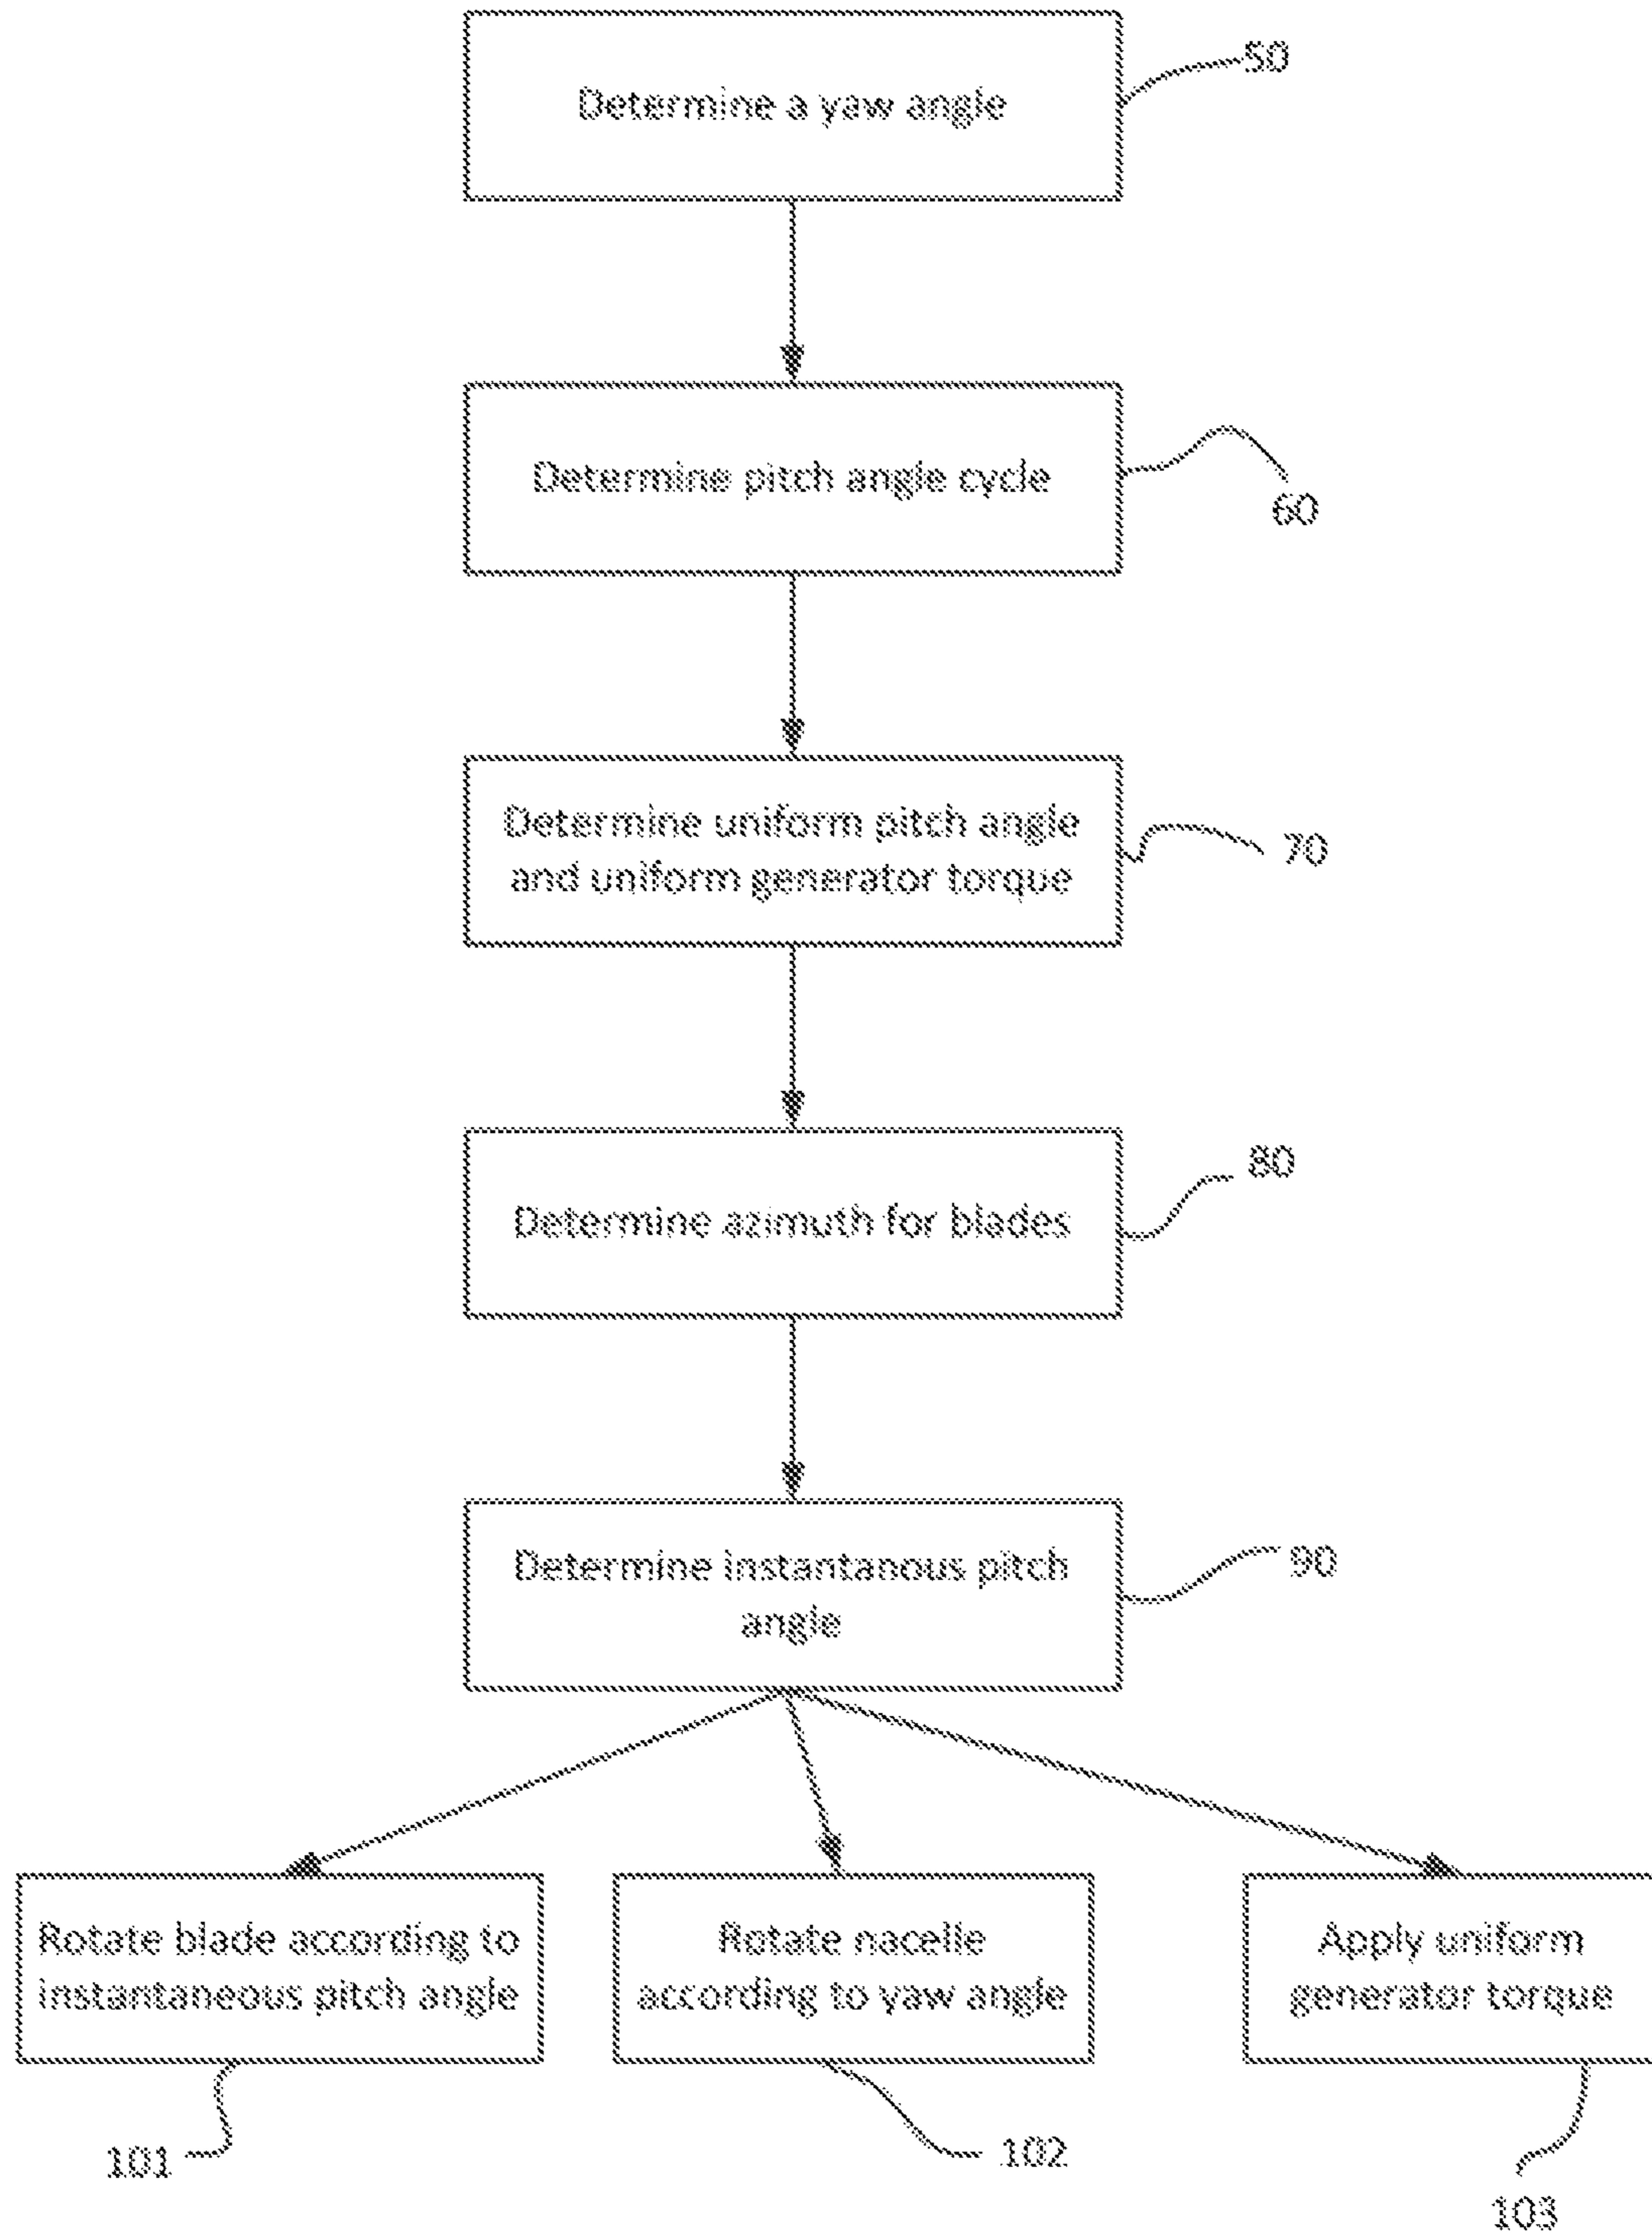 Determine a yaw angle
50
Determine pitch angle cycle
60
Determine uniform pitch angle
and uniform generator torque
70
Determine azimuth for blades
80
Determine instantanous pitch
angle
90
Rotate blade according to
instantaneous pitch angle
Rotate nacelle
according to yaw angle
Apply uniform
generator torque
101
102
103